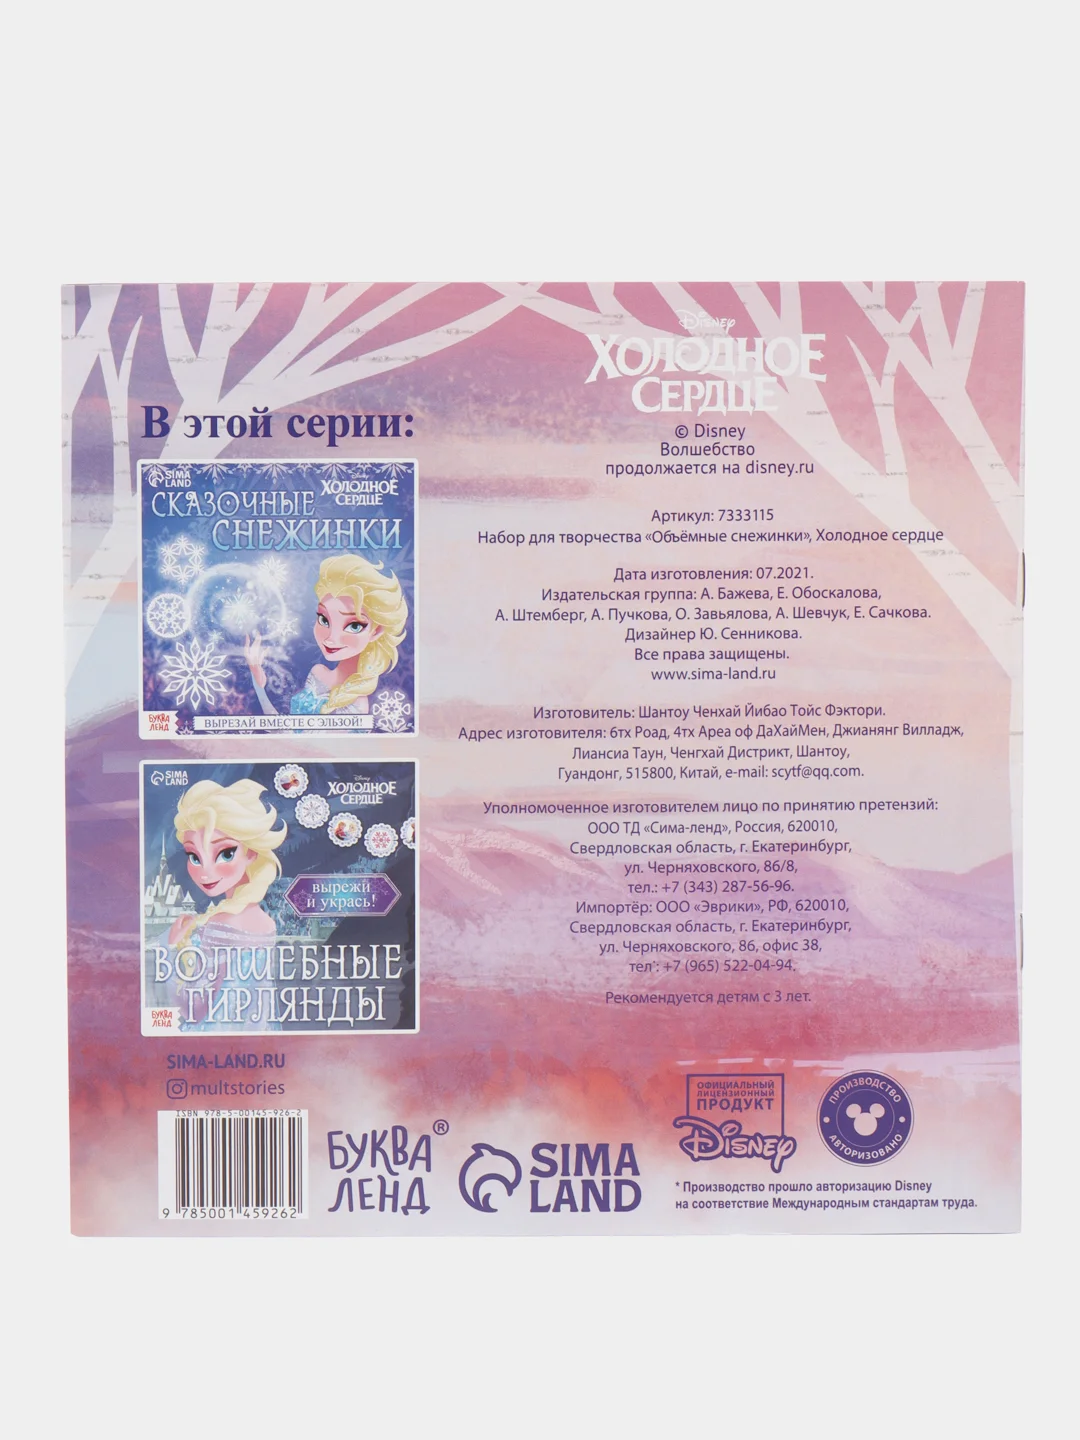 Disney
ХОЛОДНОЕ
СЕРДЦЕ
© Disney
Волшебство
продолжается на disney.ru
В этой серии:
SIMA
LAND
Disney
ХОЛОДНОЕ
СЕРДЦЕ
СКАЗОЧНЫЕ
СНЕЖИНКИ
БУКВА
ЛЕНД
ВЫРЕЗАЙ ВМЕСТЕ С ЭЛЬЗОЙ!
SIMA
LAND
Disney
ХОЛОДНОЕ
СЕРДЦЕ
вырежи
и укрась!
ВОЛШЕБНЫЕ
ГИРЛЯНДЫ
БУКВА
ЛЕНД
Артикул: 7333115
Набор для творчества «Объёмные снежинки», Холодное сердце
Дата изготовления: 07.2021.
Издательская группа: А. Бажева, Е. Обоскалова,
А. Штемберг, А. Пучкова, О. Завьялова, А. Шевчук, Е. Сачкова.
Дизайнер Ю. Сенникова.
Все права защищены.
www.sima-land.ru
Изготовитель: Шантоу Ченхай Йибао Тойс Фэктори.
Адрес изготовителя: 6тх Роад, 4тх Ареа оф ДаХайМен, Джианянг Вилладж,
Лиансиа Таун, Ченгхай Дистрикт, Шантоу,
Гуандонг, 515800, Китай, e-mail: scytf@qq.com.
Уполномоченное изготовителем лицо по принятию претензий:
ООО ТД «Сима-ленд», Россия, 620010,
Свердловская область, г. Екатеринбург,
ул. Черняховского, 86/8,
тел.: +7 (343) 287-56-96.
Импортёр: ООО «Эврики», РФ, 620010,
Свердловская область, г. Екатеринбург,
ул. Черняховского, 86, офис 38,
тел.: +7 (965) 522-04-94.
Рекомендуется детям с 3 лет.
SIMA-LAND.RU
multstories
ISBN 978-5-00145-926-2
9 785001 459262
БУКВА®
ЛЕНД
SIMA
LAND
ОФИЦИАЛЬНЫЙ
ЛИЦЕНЗИОННЫЙ
ПРОДУКТ
Disney
ПРОИЗВОДСТВО
АВТОРИЗОВАНО
* Производство прошло авторизацию Disney
на соответствие Международным стандартам труда.